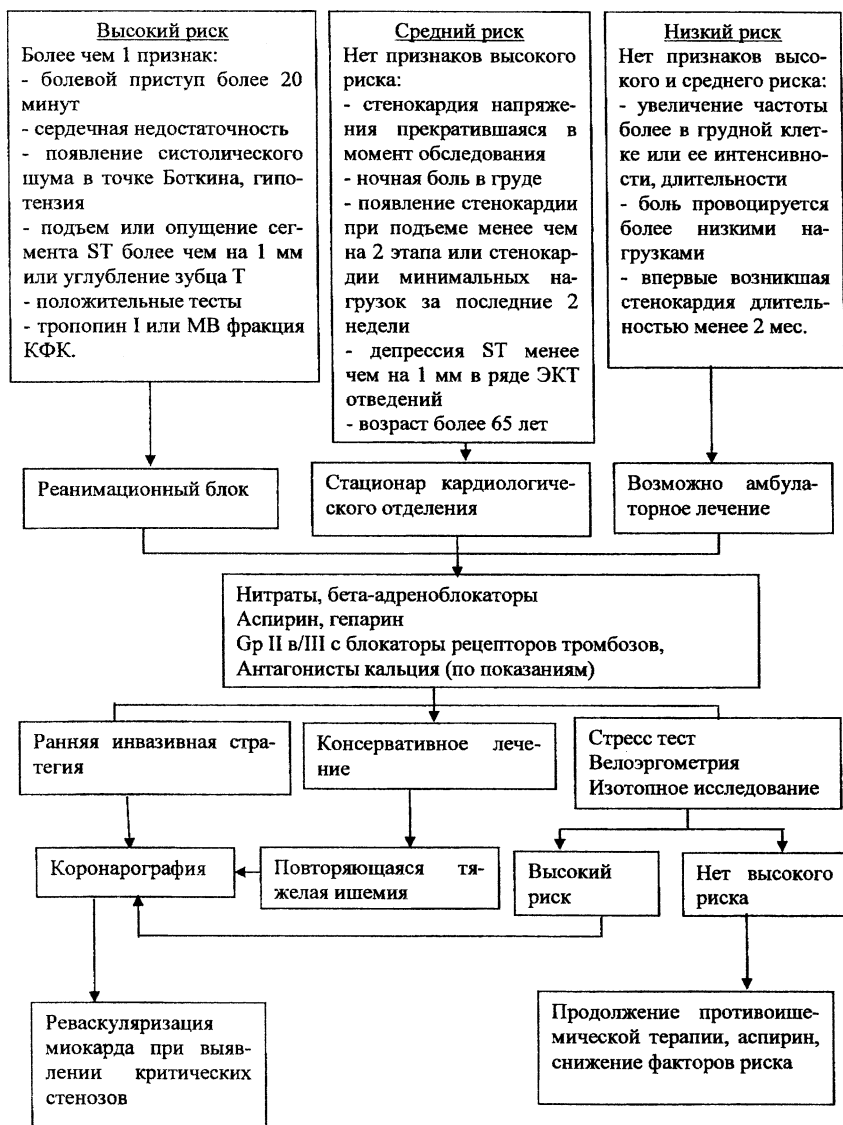 Высокий риск
Более чем 1 признак:
- болевой приступ более 20
минут
- сердечная недостаточность
- появление систолического
шума в точке Боткина, гипо-
тензия
- подъем или опущение сег-
мента ST более чем на 1 мм
или углубление зубца Т
- положительные тесты
- тропопин I или МВ фракция
КФК.
Средний риск
Нет признаков высокого
риска:
- стенокардия напряже-
ния прекратившаяся в
момент обследования
- ночная боль в груде
- появление стенокардии
при подъеме менее чем
на 2 этапа или стенокар-
дии минимальных на-
грузок за последние 2
недели
- депрессия ST менее
чем на 1 мм в ряде ЭКТ
отведений
- возраст более 65 лет
Низкий риск
Нет признаков высо-
кого и среднего риска:
- увеличение частоты
более в грудной клет-
ке или ее интенсивно-
сти, длительности
- боль провоцируется
более низкими на-
грузками
- впервые возникшая
стенокардия длитель-
ностью менее 2 мес.
Реанимационный блок
Стационар кардиологиче-
ского отделения
Возможно амбула-
торное лечение
Нитраты, бета-адреноблокаторы
Аспирин, гепарин
Gp II в/III с блокаторы рецепторов тромбозов,
Антагонисты кальция (по показаниям)
Ранняя инвазивная стра-
тегия
Консервативное лече-
ние
Стресс тест
Велоэргометрия
Изотопное исследование
Коронарография
Повторяющаяся тя-
желая ишемия
Высокий
риск
Нет высокого
риска
Реваскуляризация
миокарда при выяв-
лении критических
стенозов
Продолжение противоише-
мической терапии, аспирин,
снижение факторов риска